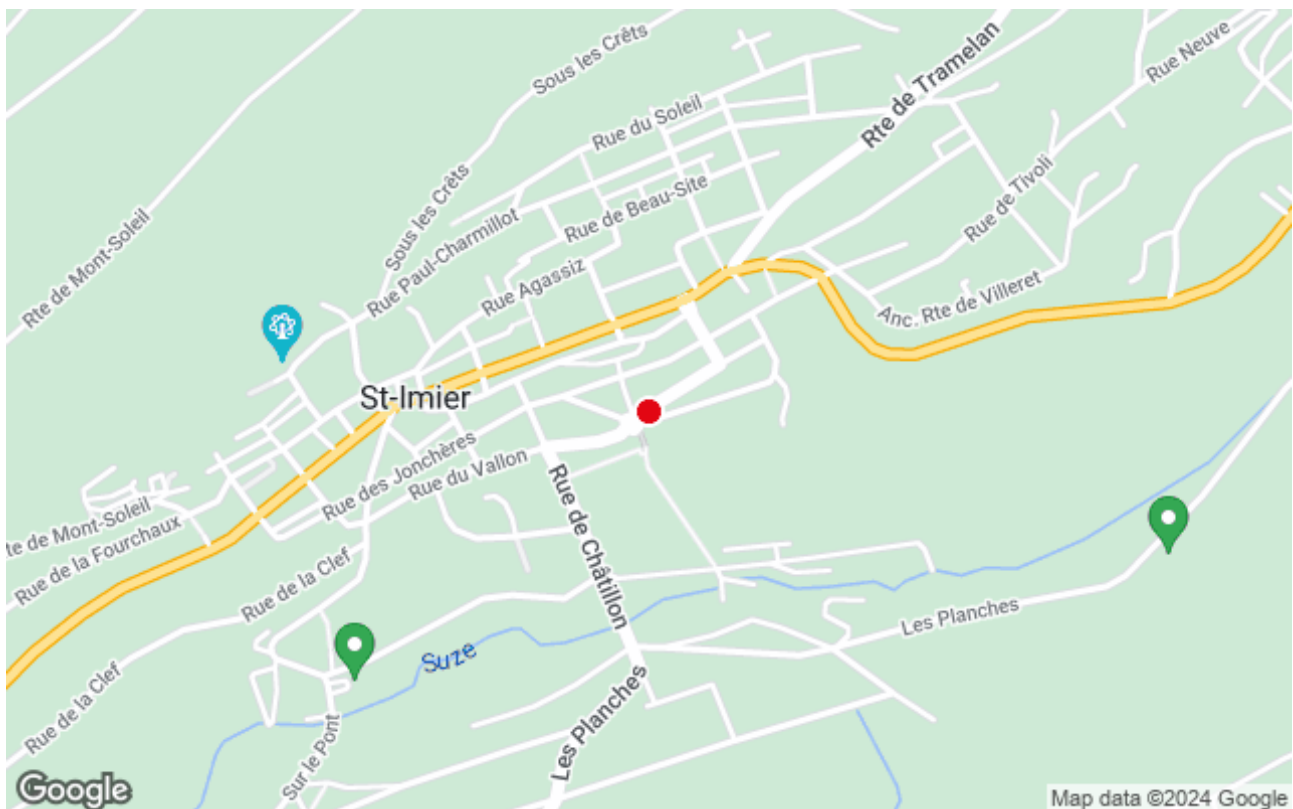 Sous les Crêts
Rue Neuve
Rte de Tramelan
Rue du Soleil
Rue de Tivoli
Rue de Beau-Site
Sous les Crêts
Rue Paul-Charmillot
Rte de Mont-Soleil
Rue Agassiz
Anc. Rte de Villeret
St-Imier
Rue des Jonchères
Rue du Vallon
te de Mont-Soleil
Rue de la Fourchaux
Rue de Châtillon
Rue de la Clef
Les Planches
Suze
Rue de la Clef
Les Planches
Sur le Pont
Google
Map data ©2024 Google